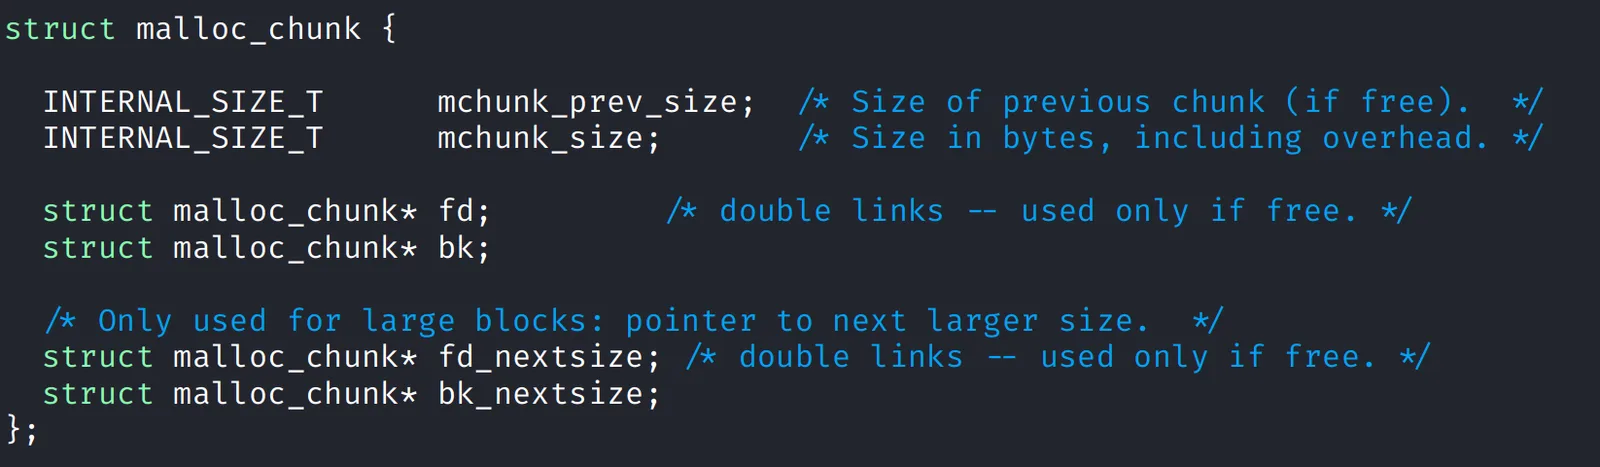 struct malloc_chunk {
INTERNAL_SIZE_T      mchunk_prev_size;  /* Size of previous chunk (if free).  */
INTERNAL_SIZE_T      mchunk_size;       /* Size in bytes, including overhead. */
struct malloc_chunk* fd;         /* double links -- used only if free. */
struct malloc_chunk* bk;
/* Only used for large blocks: pointer to next larger size.  */
struct malloc_chunk* fd_nextsize; /* double links -- used only if free. */
struct malloc_chunk* bk_nextsize;
};